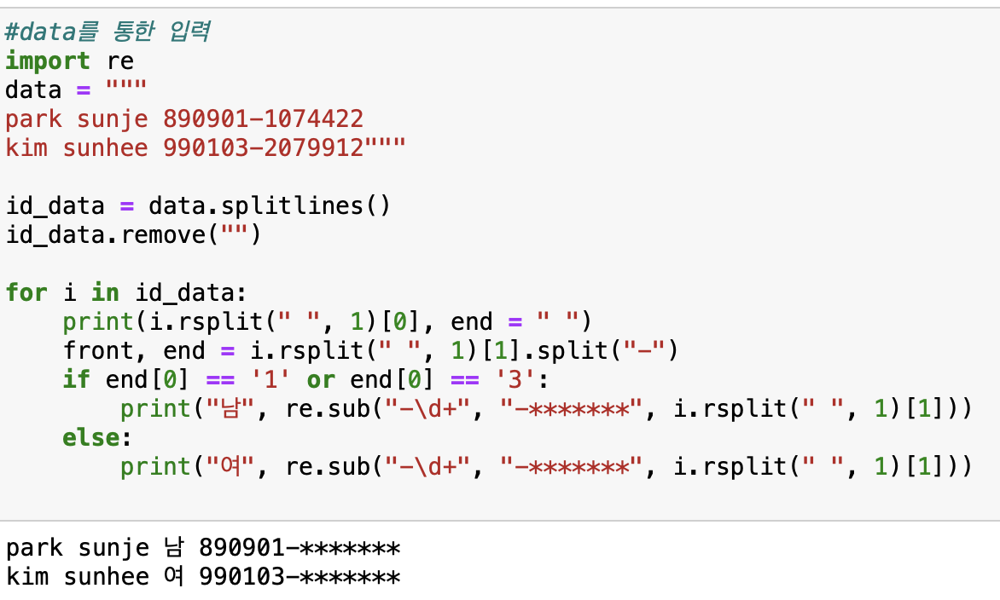 #data를 통한 입력
import re
data = """
park sunje 890901-1074422
kim sunhee 990103-2079912"""
id_data = data.splitlines()
id_data.remove("")
for i in id_data:
    print(i.rsplit(" ", 1)[0], end = " ")
    front, end = i.rsplit(" ", 1)[1].split("-")
    if end[0] == '1' or end[0] == '3':
        print("남", re.sub("-\d+", "-*******", i.rsplit(" ", 1)[1]))
    else:
        print("여", re.sub("-\d+", "-*******", i.rsplit(" ", 1)[1]))
park sunje 남 890901-*******
kim sunhee 여 990103-*******